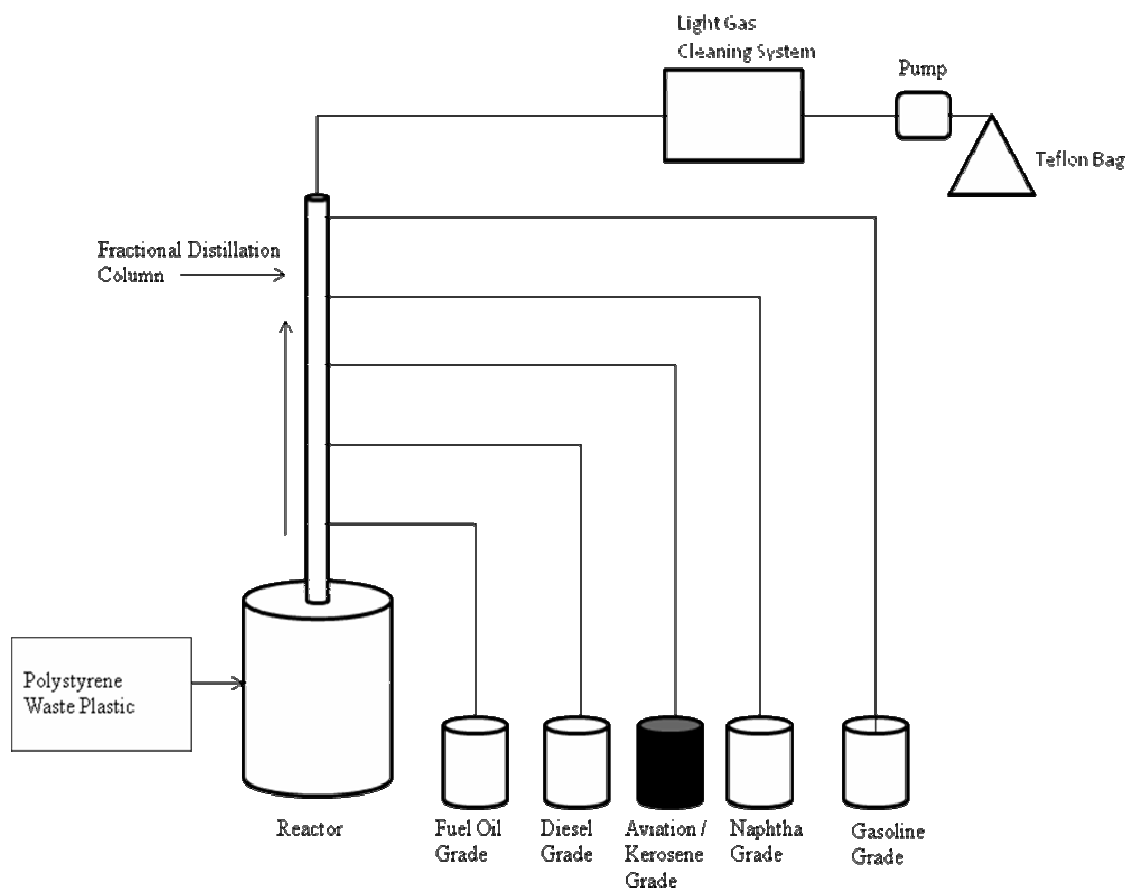 Light Gas
Cleaning System
Pump
Teflon Bag
Fractional Distillation
Column
Polystyrene
Waste Plastic
Reactor
Fuel Oil
Grade
Diesel
Grade
Aviation /
Kerosene
Grade
Naphtha
Grade
Gasoline
Grade